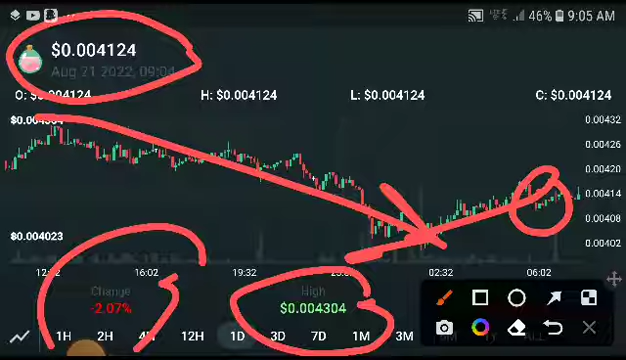 46% 9:05 AM
$0.004124
Aug 21 2022, 09:04
O: $0.004124 H: $0.004124 L: $0.004124 C: $0.004124
0.00432
0.00426
0.00420
0.00414
0.00408
0.00402
$0.004023
16:02 19:32 02:32 06:02
Change High
-2.07% $0.004304
1H 2H 12H 1D 3D 7D 1M 3M